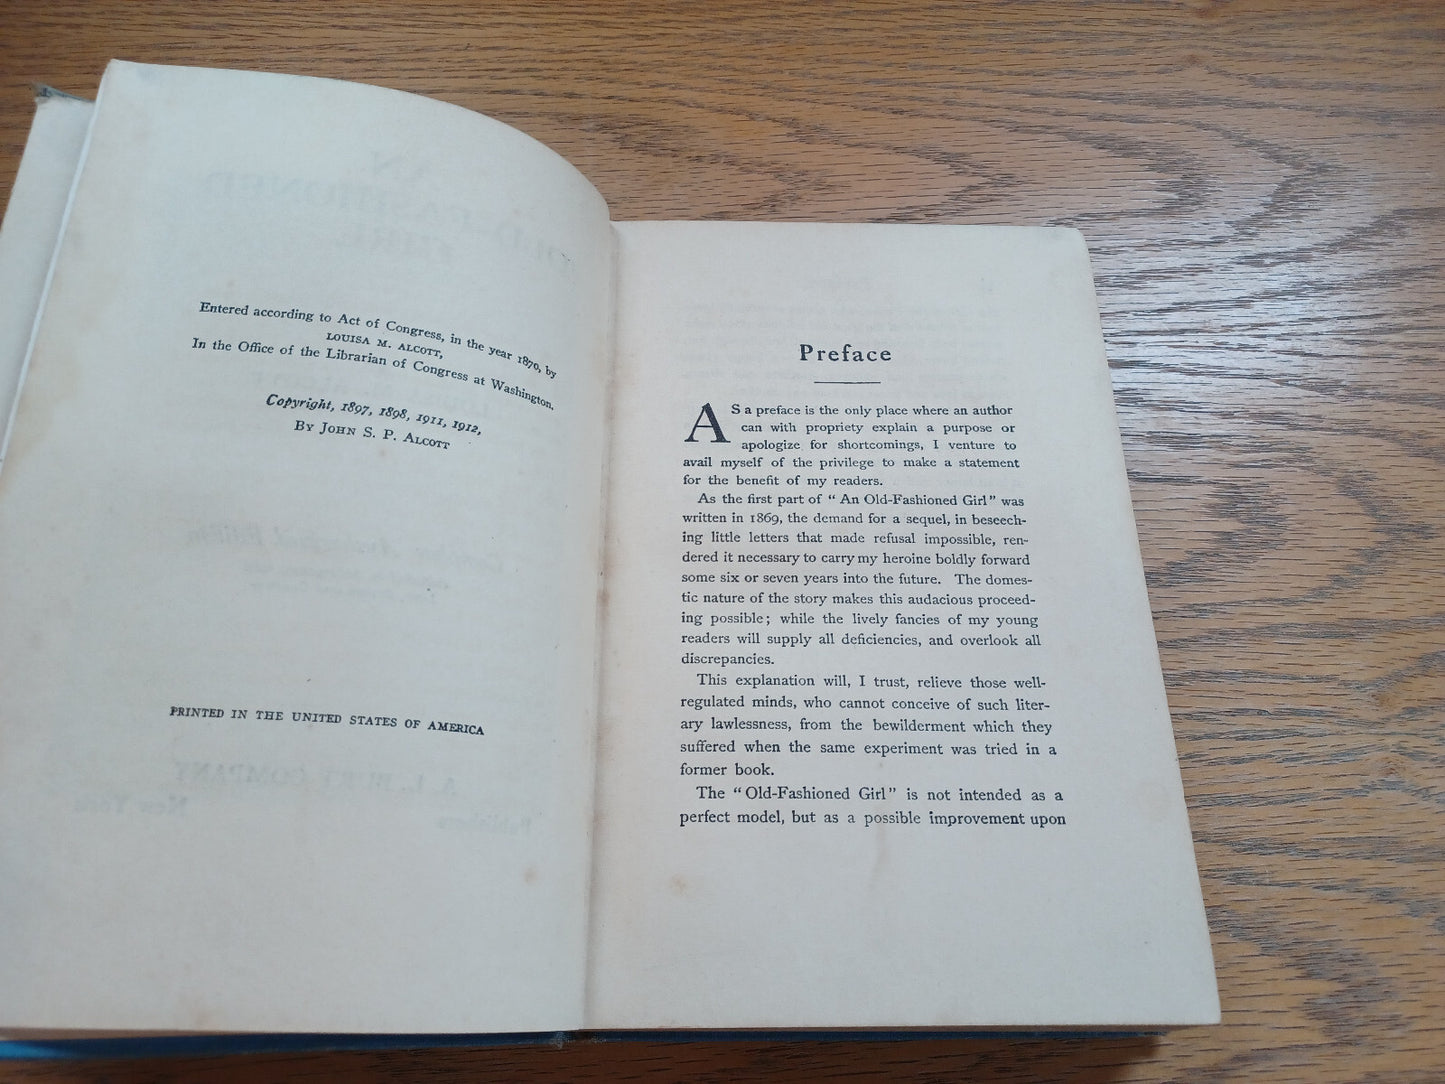 Entered according to Act of Congress, in the year 1870, by
LOUISA M. ALCOTT,
In the Office of the Librarian of Congress at Washington.
Copyright, 1897, 1898, 1911, 1912,
BY JOHN S. P. ALCOTT
PRINTED IN THE UNITED STATES OF AMERICA
Preface
AS a preface is the only place where an author
can with propriety explain a purpose or
apologize for shortcomings, I venture to
avail myself of the privilege to make a statement
for the benefit of my readers.
As the first part of “ An Old-Fashioned Girl” was
written in 1869, the demand for a sequel, in beseech-
ing little letters that made refusal impossible, ren-
dered it necessary to carry my heroine boldly forward
some six or seven years into the future. The domes-
tic nature of the story makes this audacious proceed-
ing possible; while the lively fancies of my young
readers will supply all deficiencies, and overlook all
discrepancies.
This explanation will, I trust, relieve those well-
regulated minds, who cannot conceive of such liter-
ary lawlessness, from the bewilderment which they
suffered when the same experiment was tried in a
former book.
The “Old-Fashioned Girl” is not intended as a
perfect model, but as a possible improvement upon